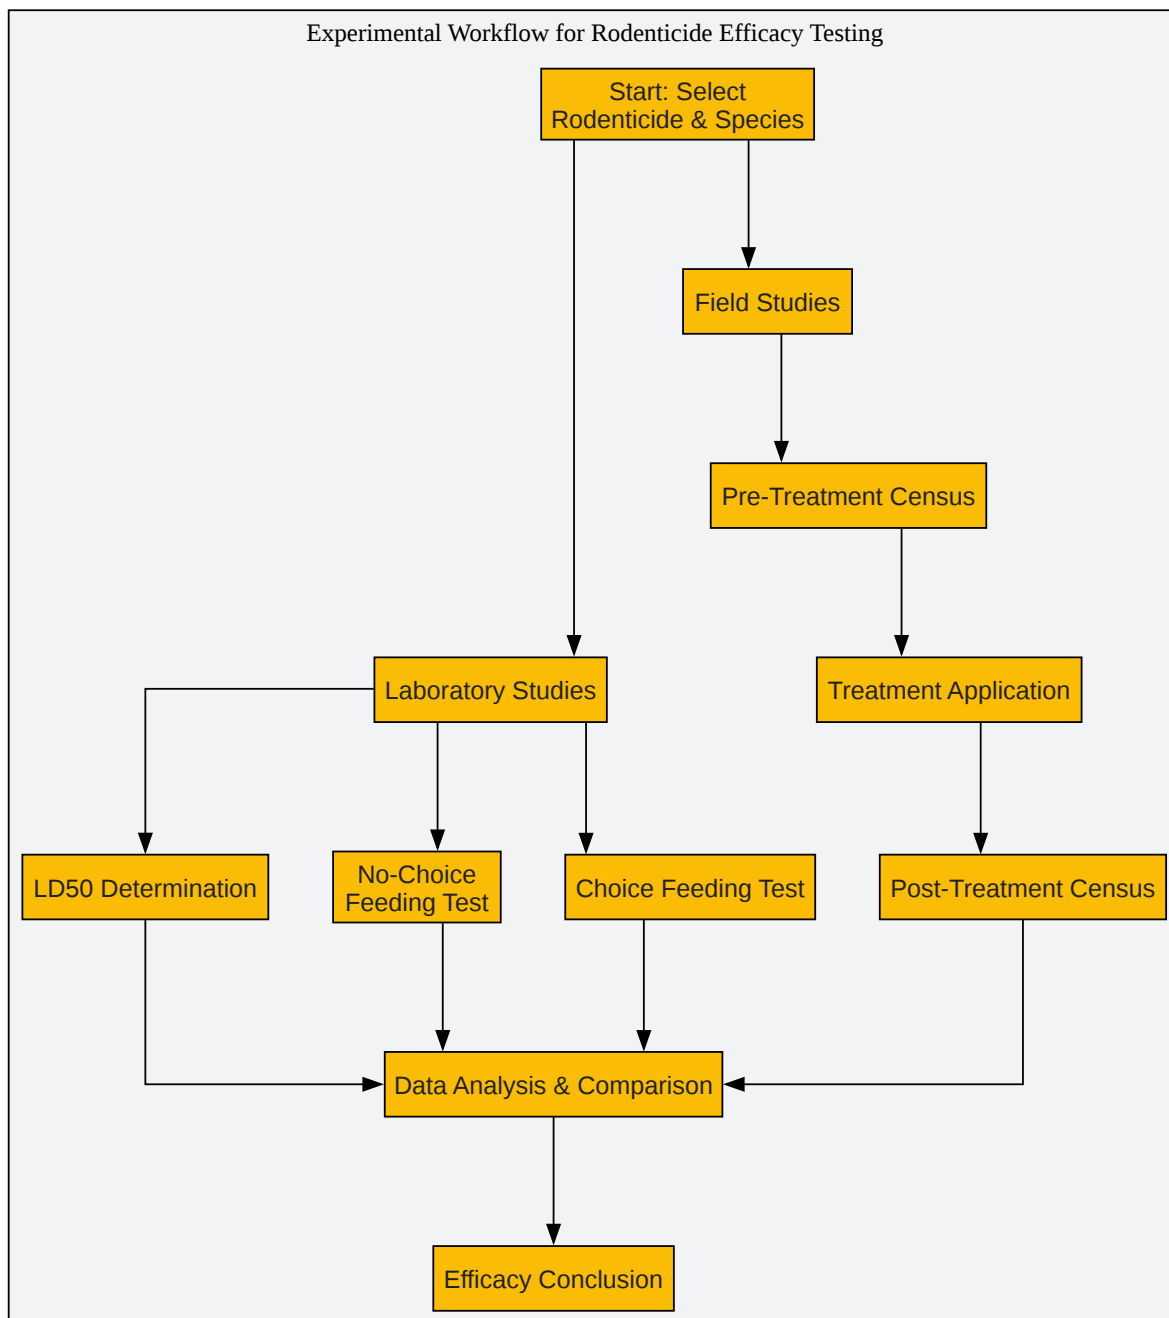 Experimental Workflow for Rodenticide Efficacy Testing
Start: Select
Rodenticide & Species
Field Studies
Pre-Treatment Census
Laboratory Studies
Treatment Application
LD50 Determination
No-Choice
Feeding Test
Choice Feeding Test
Post-Treatment Census
Data Analysis & Comparison
Efficacy Conclusion